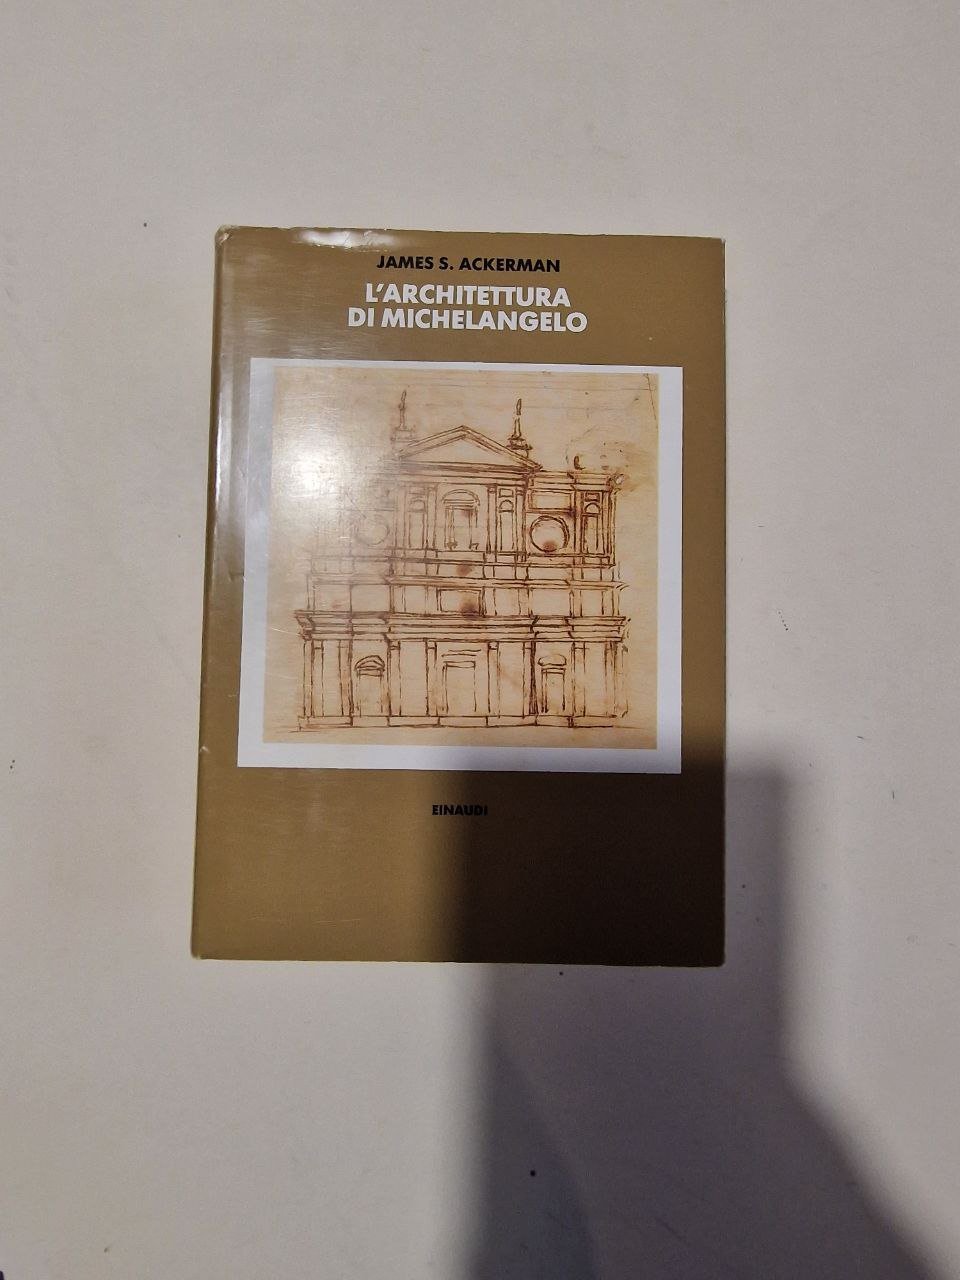 JAMES S. ACKERMAN
L'ARCHITETTURA
DI MICHELANGELO
EINAUDI